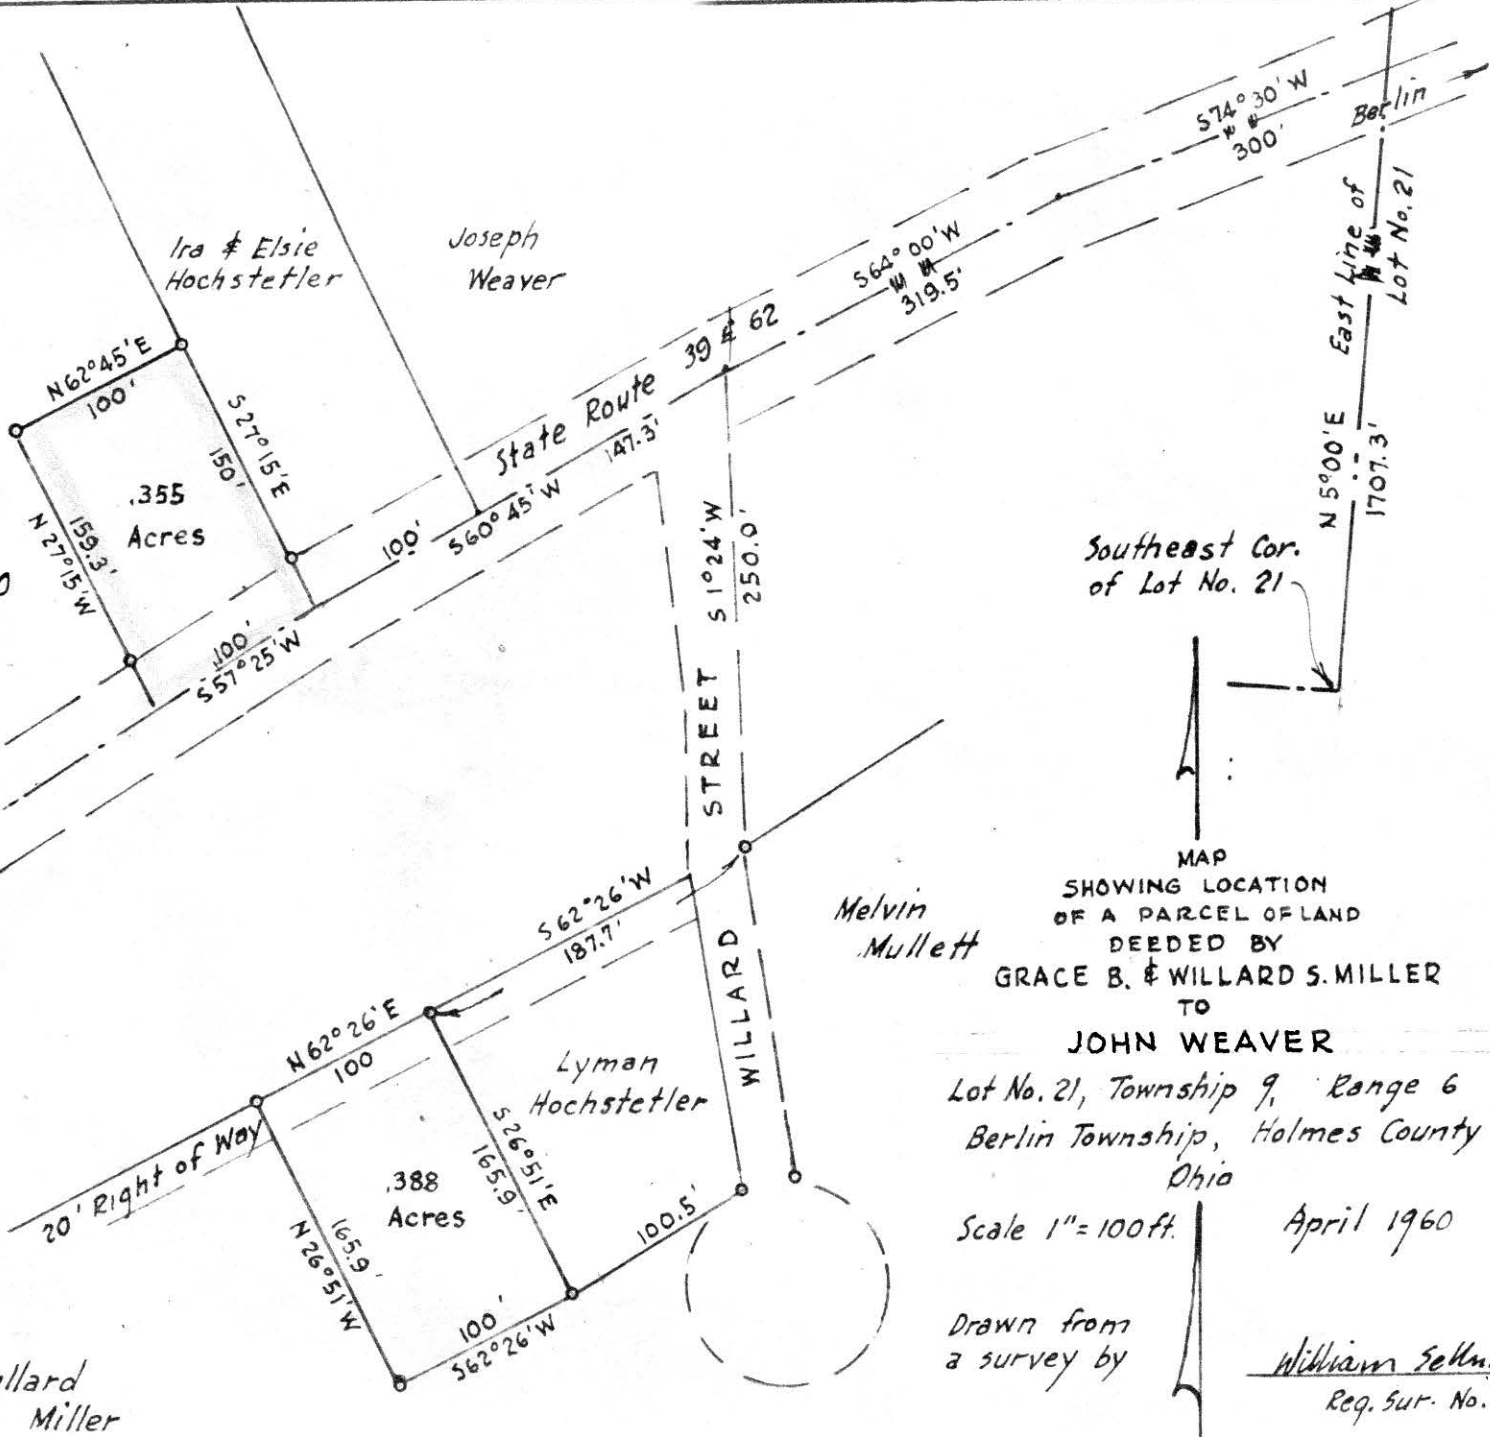 S74°30'W
300'
Berlin
East Line of
Lot No. 21
N 5°00'E
1707.3'
Ira & Elsie
Hochstetler
Joseph
Weaver
S64°00'W
319.5'
State Route 39 & 62
147.3'
S60°45'W
100'
N62°45'E
100'
S27°15'E
150'
.355
Acres
159.3'
N 27°15'W
100'
S57°25'W
S1°24'W
250.0'
WILLARD STREET
Southeast Cor.
of Lot No. 21
S62°26'W
187.7'
Melvin
Mullett
N62°26'E
100
Lyman
Hochstetler
20' Right of Way
S26°51'E
165.9'
.388
Acres
165.9'
N 26°51'W
100.5'
100'
S62°26'W
Miller
MAP
SHOWING LOCATION
OF A PARCEL OF LAND
DEEDED BY
GRACE B. & WILLARD S. MILLER
TO
JOHN WEAVER
Lot No. 21, Township 9, Range 6
Berlin Township, Holmes County
Ohio
Scale 1"=100ft. April 1960
Drawn from
a survey by
William
Reg. Sur. No.